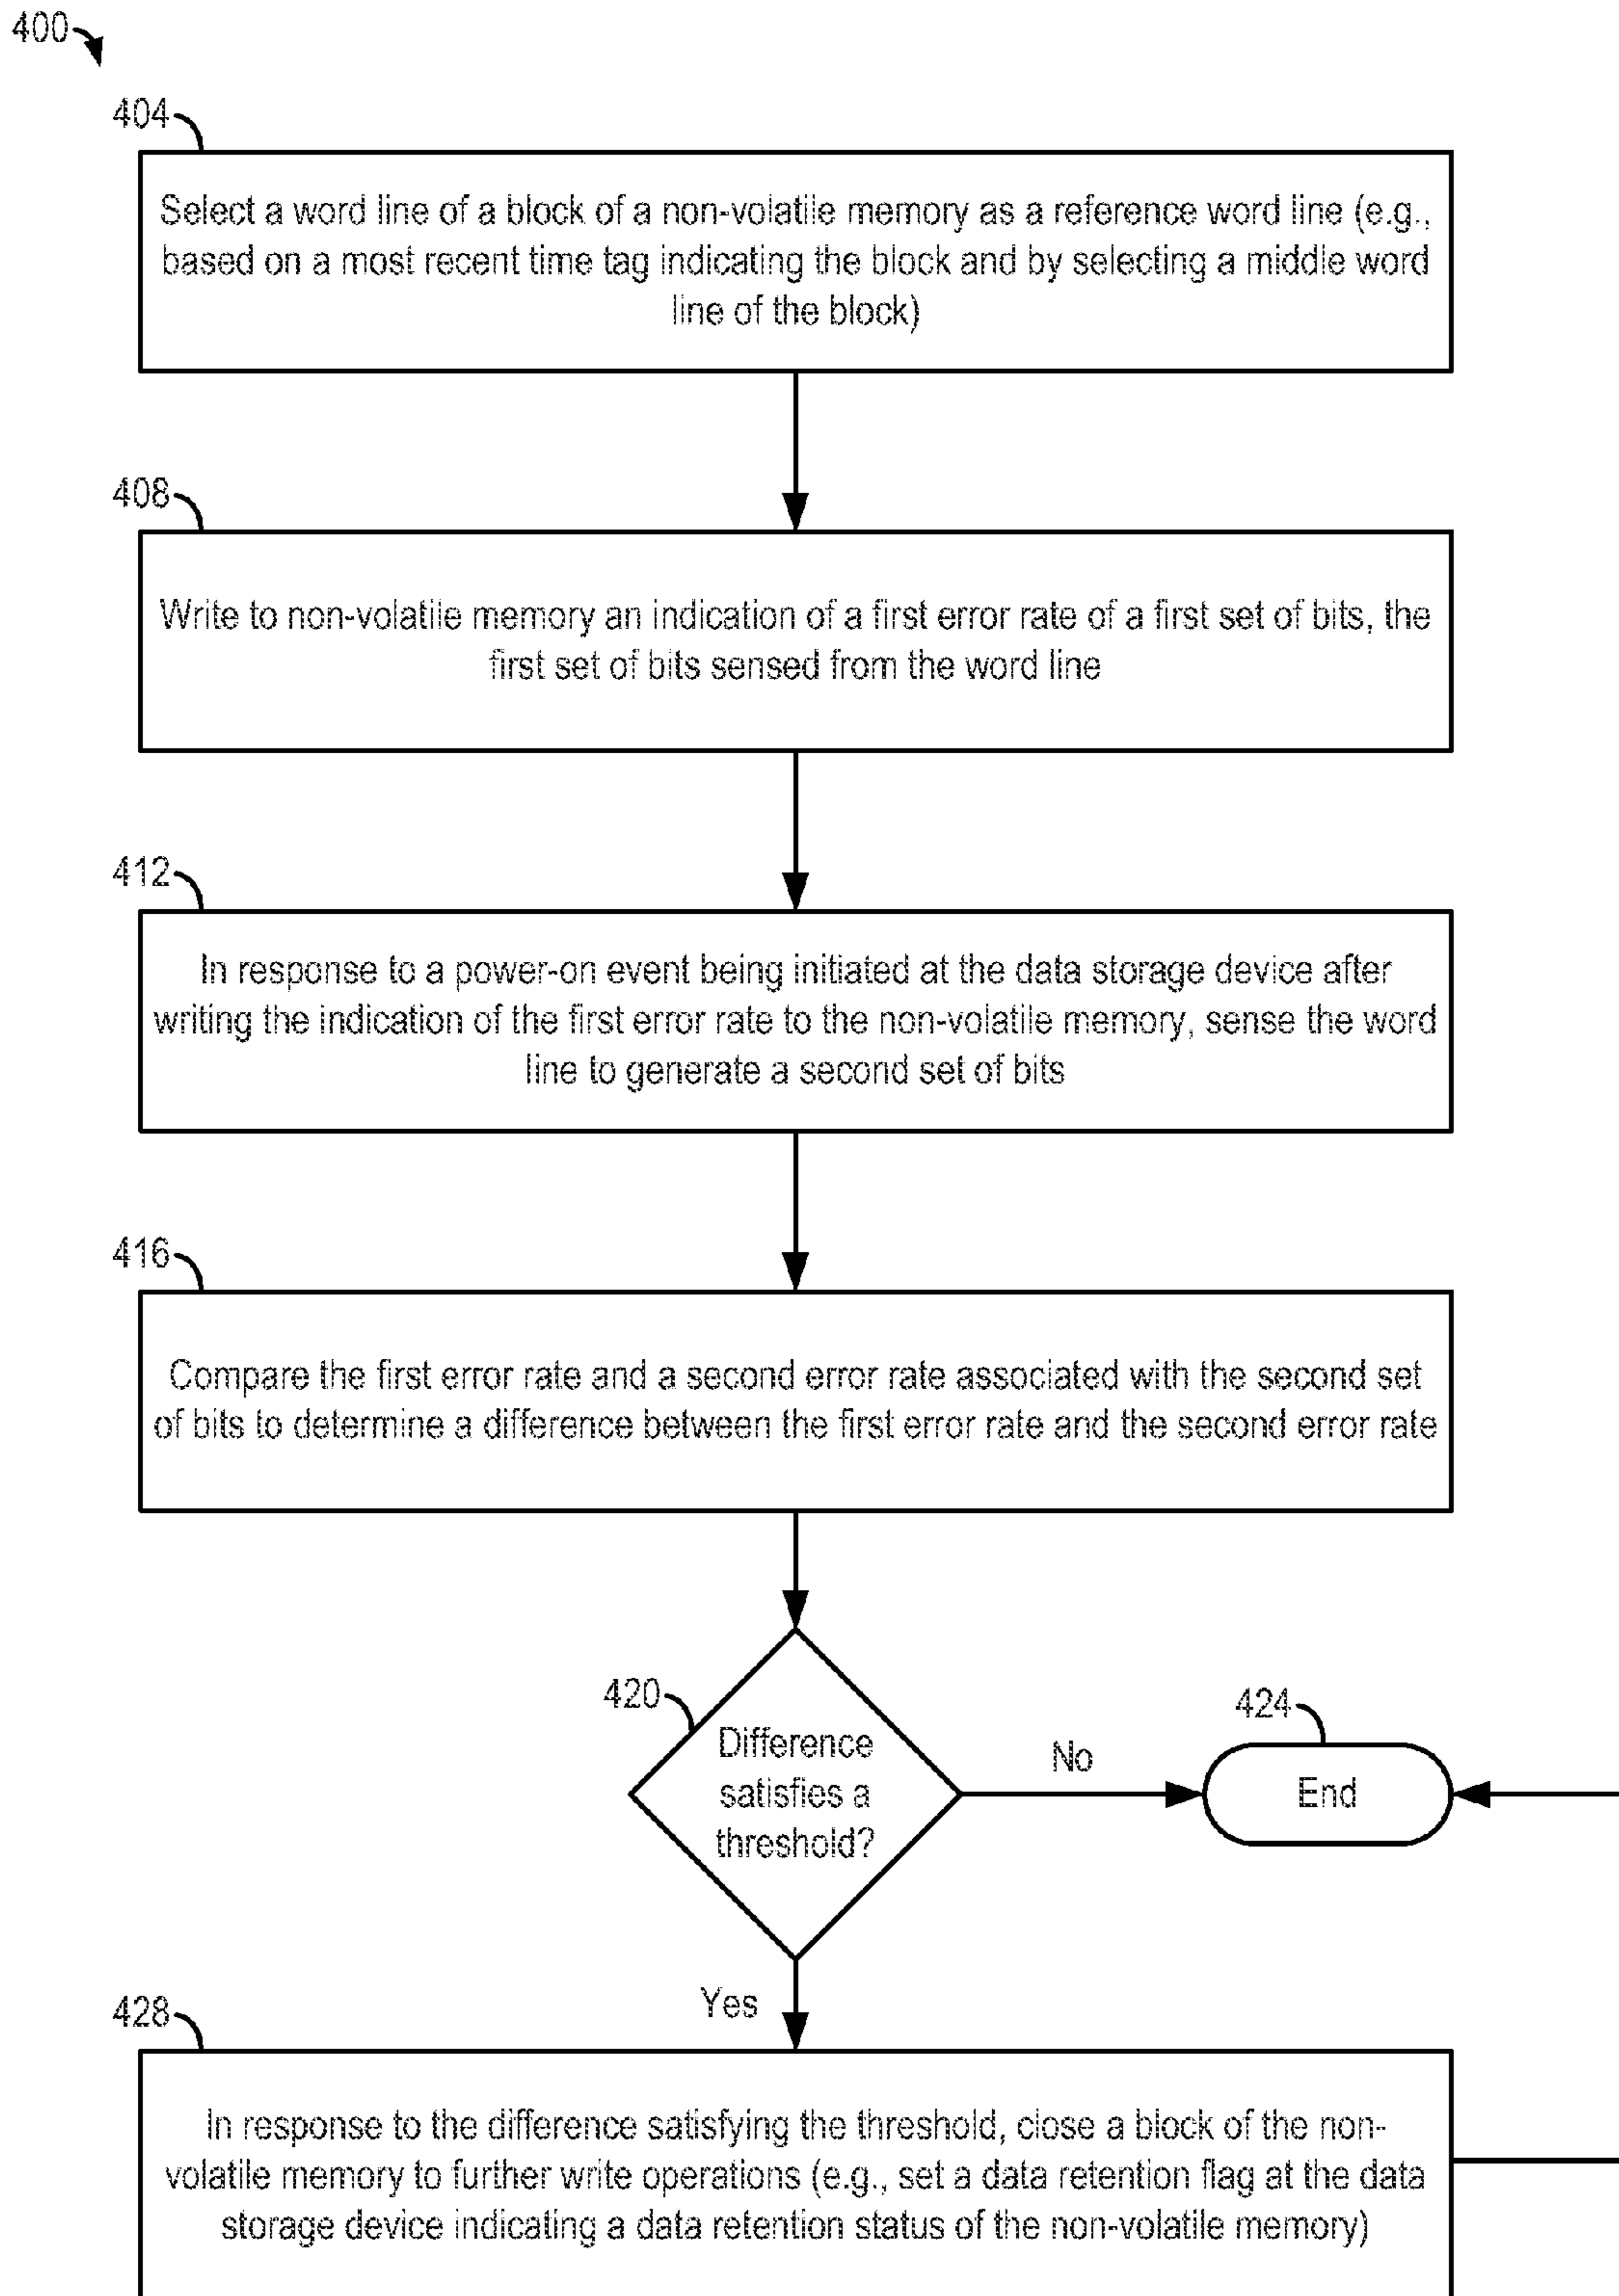 400
404
Select a word line of a block of a non-volatile memory as a reference word line (e.g.,
based on a most recent time tag indicating the block and by selecting a middle word
line of the block)
408
Write to non-volatile memory an indication of a first error rate of a first set of bits, the
first set of bits sensed from the word line
412
In response to a power-on event being initiated at the data storage device after
writing the indication of the first error rate to the non-volatile memory, sense the word
line to generate a second set of bits
416
Compare the first error rate and a second error rate associated with the second set
of bits to determine a difference between the first error rate and the second error rate
420
Difference
satisfies a
threshold?
No
424
End
Yes
428
In response to the difference satisfying the threshold, close a block of the non-
volatile memory to further write operations (e.g., set a data retention flag at the data
storage device indicating a data retention status of the non-volatile memory)